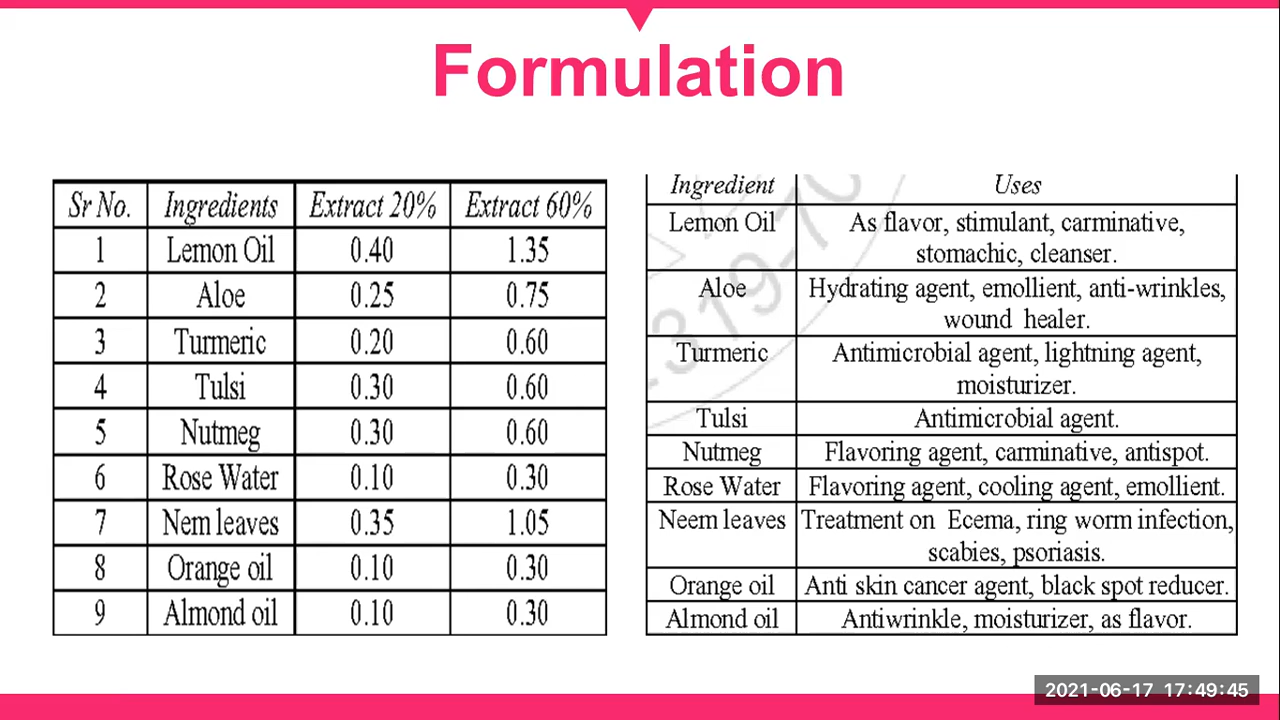 Formulation
Sr No. Ingredients Extract 20% Extract 60%
1 Lemon Oil 0.40 1.35
2 Aloe 0.25 0.75
3 Turmeric 0.20 0.60
4 Tulsi 0.30 0.60
5 Nutmeg 0.30 0.60
6 Rose Water 0.10 0.30
7 Nem leaves 0.35 1.05
8 Orange oil 0.10 0.30
9 Almond oil 0.10 0.30
Ingredient Uses
Lemon Oil As flavor, stimulant, carminative,
stomachic, cleanser.
Aloe Hydrating agent, emollient, anti-wrinkles,
wound healer.
Turmeric Antimicrobial agent, lightning agent,
moisturizer.
Tulsi Antimicrobial agent.
Nutmeg Flavoring agent, carminative, antispot.
Rose Water Flavoring agent, cooling agent, emollient.
Neem leaves Treatment on Ecema, ring worm infection,
scabies, psoriasis.
Orange oil Anti skin cancer agent, black spot reducer.
Almond oil Antiwrinkle, moisturizer, as flavor.
2021-06-17 17:49:45